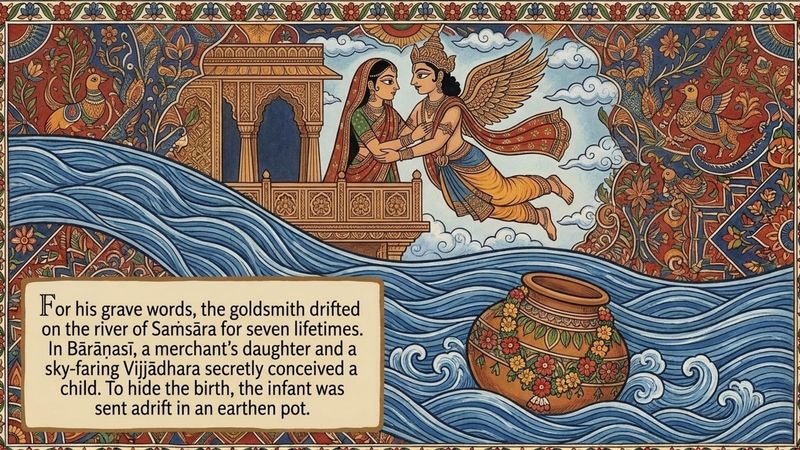 For his grave words, the goldsmith drifted
on the river of Saṁsāra for seven lifetimes.
In Bārāṇasī, a merchant's daughter and a
sky-faring Vijjādhara secretly conceived a
child. To hide the birth, the infant was
sent adrift in an earthen pot.